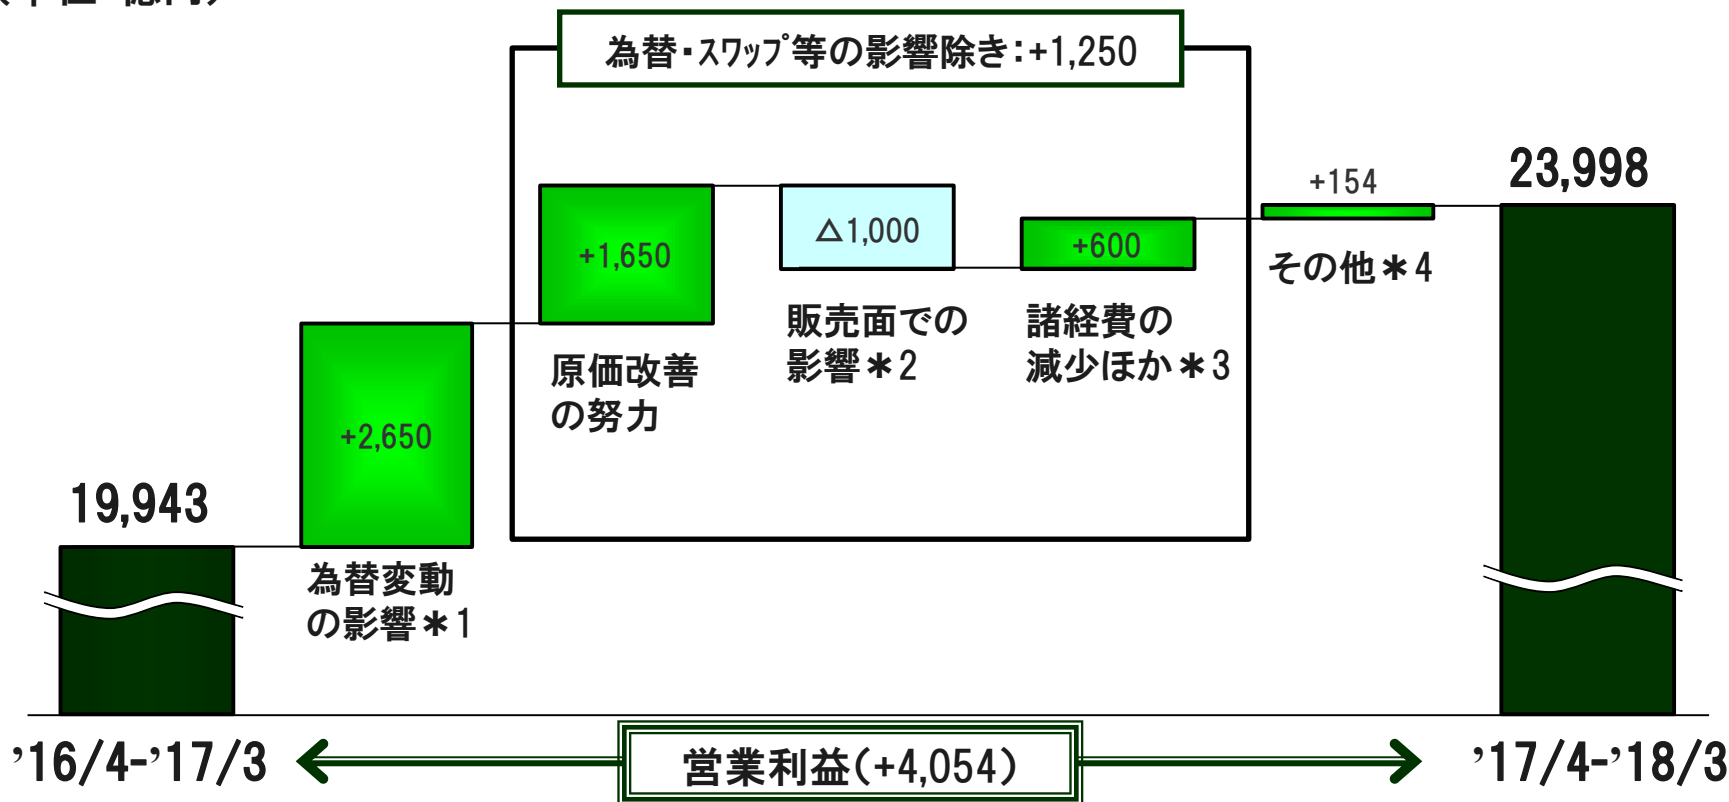 為替・スワップ等の影響除き：+1,250
23,998
+154
△1,000
+1,650
+600
その他＊4
販売面での
影響＊2
諸経費の
減少ほか＊3
原価改善
の努力
+2,650
19,943
為替変動
の影響＊1
’16/4-’17/3
営業利益(+4,054)
’17/4-’18/3